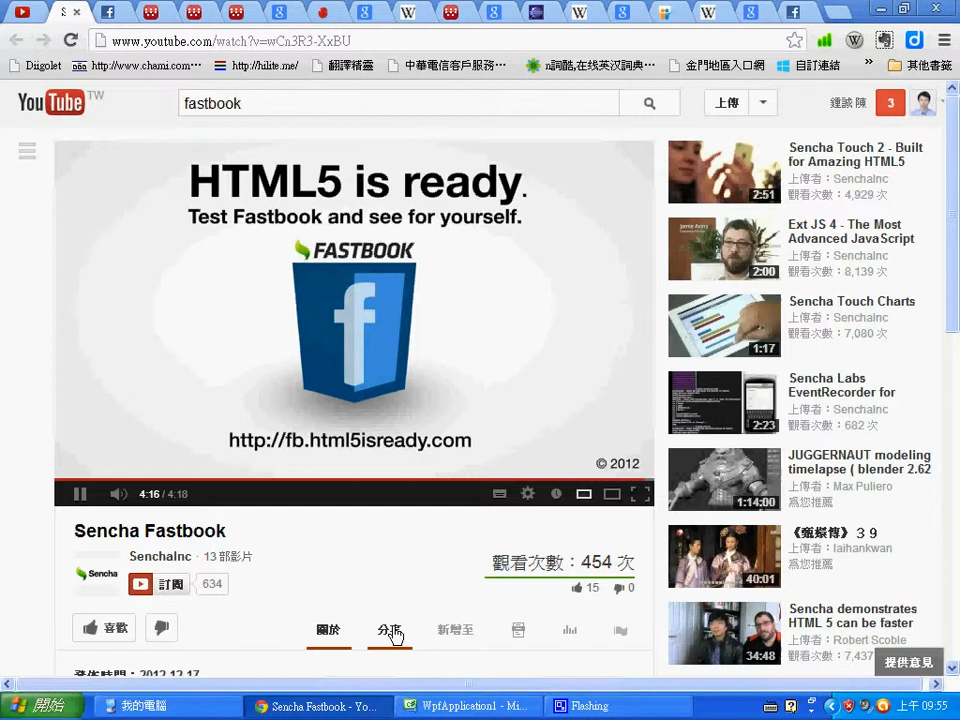 S
www.youtube.com/watch?v=wCn3R3-XxBU
Diigolet
http://www.chami.com…
http://hilite.me/
翻譯精靈
中華電信客戶服務…
n詞酷,在线英汉詞典…
金門地區入口網
自訂連結
»
其他書籤
YouTube TW
fastbook
上傳
鍾誠 陳
3
HTML5 is ready.
Test Fastbook and see for yourself.
FASTBOOK
http://fb.html5isready.com
© 2012
4:16 / 4:18
Sencha Fastbook
SenchaInc · 13 部影片
Sencha
訂閱
634
觀看次數：454 次
15
0
喜歡
關於
分享
新增至
發佈時間：2012.12.17
2:51
Sencha Touch 2 - Built
for Amazing HTML5
上傳者：SenchaInc
觀看次數：4,929 次
2:00
Ext JS 4 - The Most
Advanced JavaScript
上傳者：SenchaInc
觀看次數：8,139 次
1:17
Sencha Touch Charts
上傳者：SenchaInc
觀看次數：7,080 次
2:23
Sencha Labs
EventRecorder for
上傳者：SenchaInc
觀看次數：682 次
1:14:00
JUGGERNAUT modeling
timelapse ( blender 2.62
上傳者：Max Puliero
為您推薦
40:01
《甄嬛傳》３９
上傳者：laihankwan
為您推薦
34:48
Sencha demonstrates
HTML 5 can be faster
上傳者：Robert Scoble
觀看次數：7,437
提供意見
開始
我的電腦
Sencha Fastbook - Yo...
WpfApplication1 - Mi...
Flashing
上午 09:55